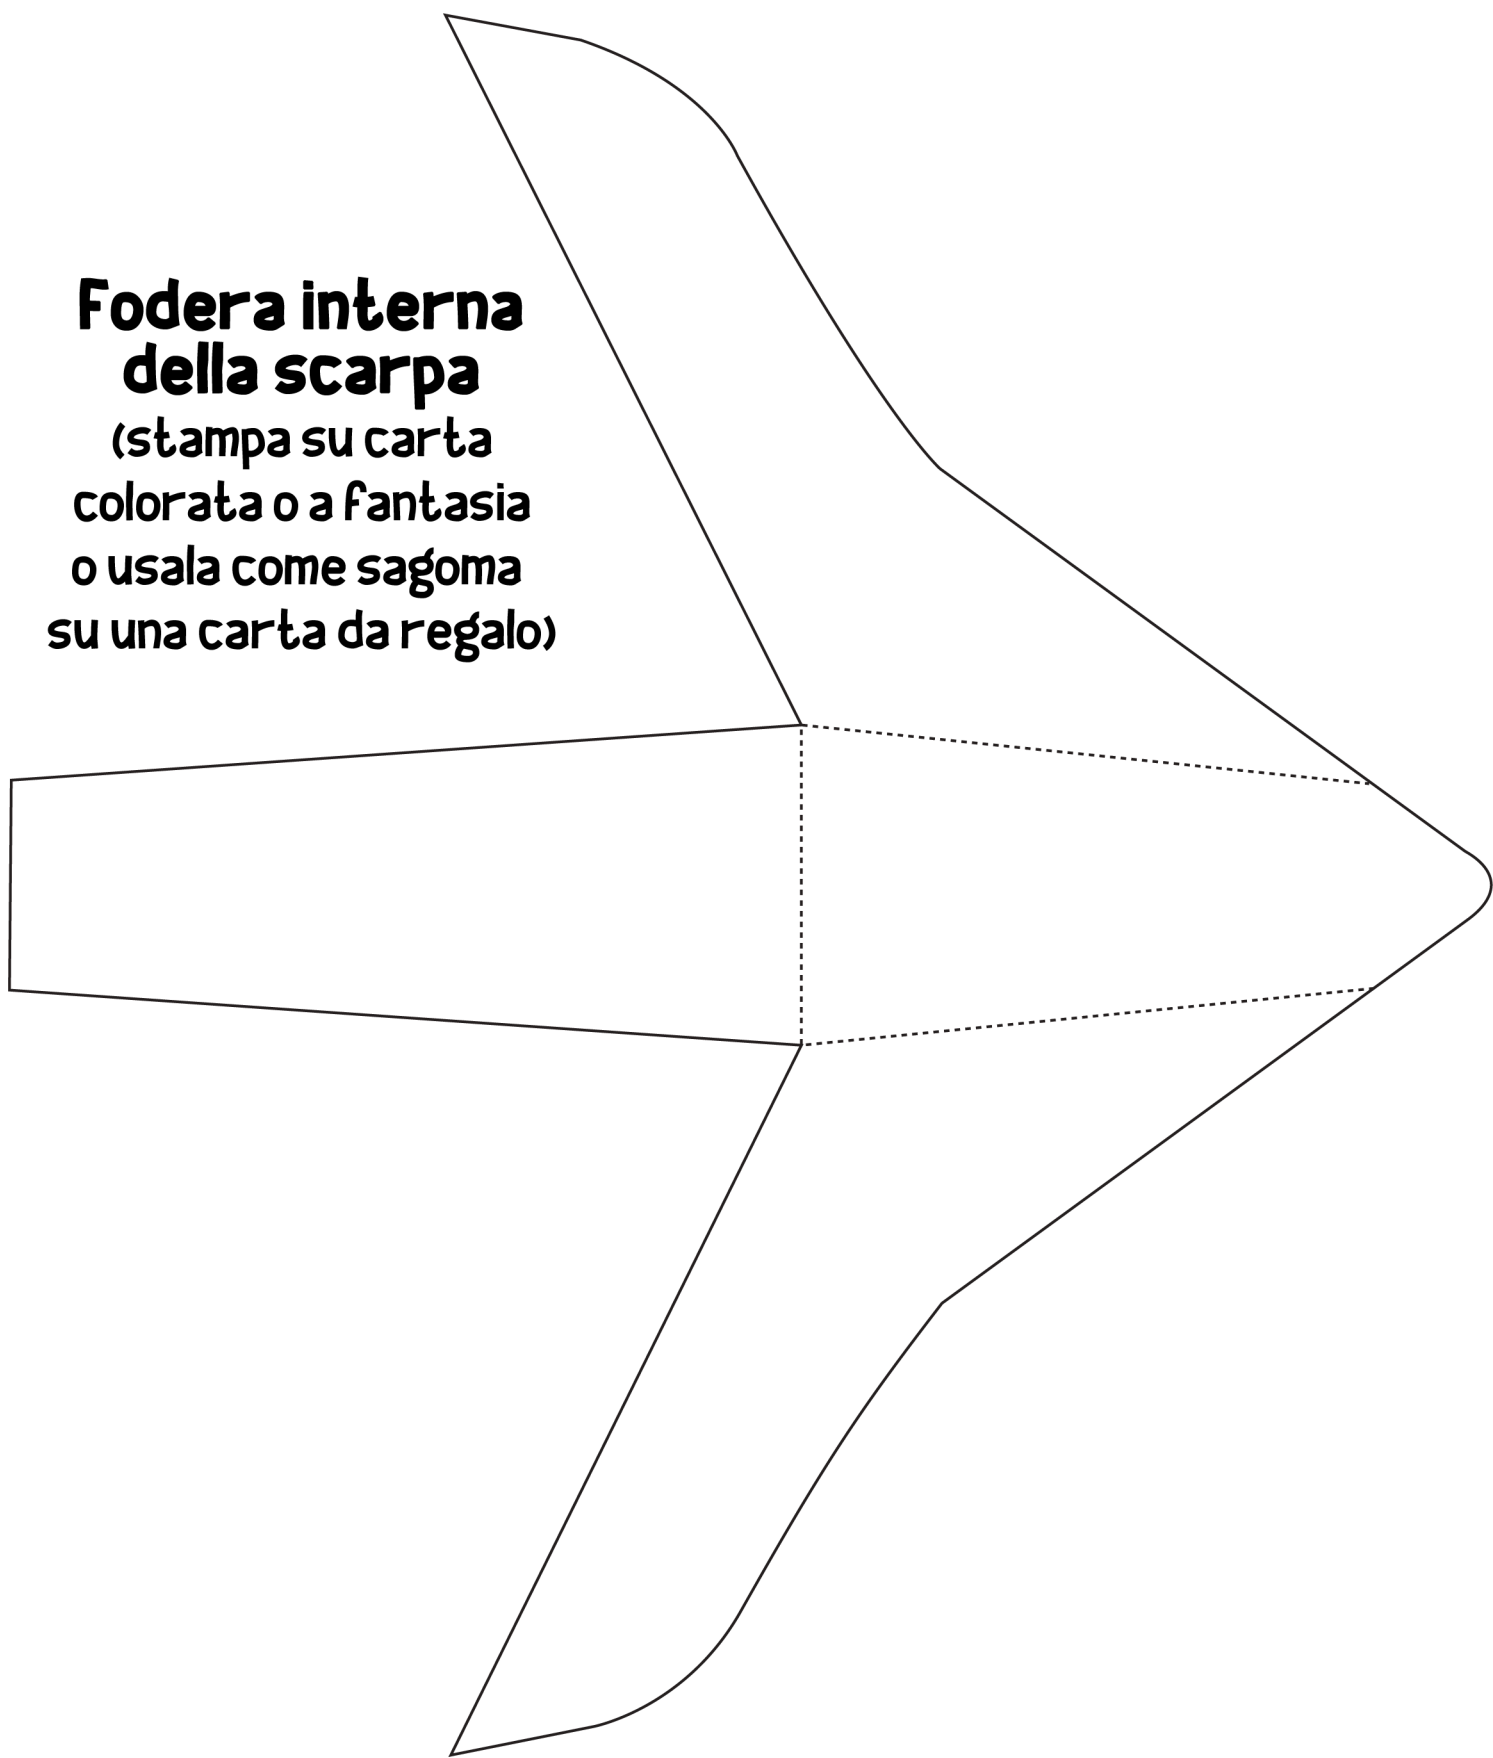 Fodera interna
della scarpa
(stampa su carta
colorata o a fantasia
o usala come sagoma
su una carta da regalo)